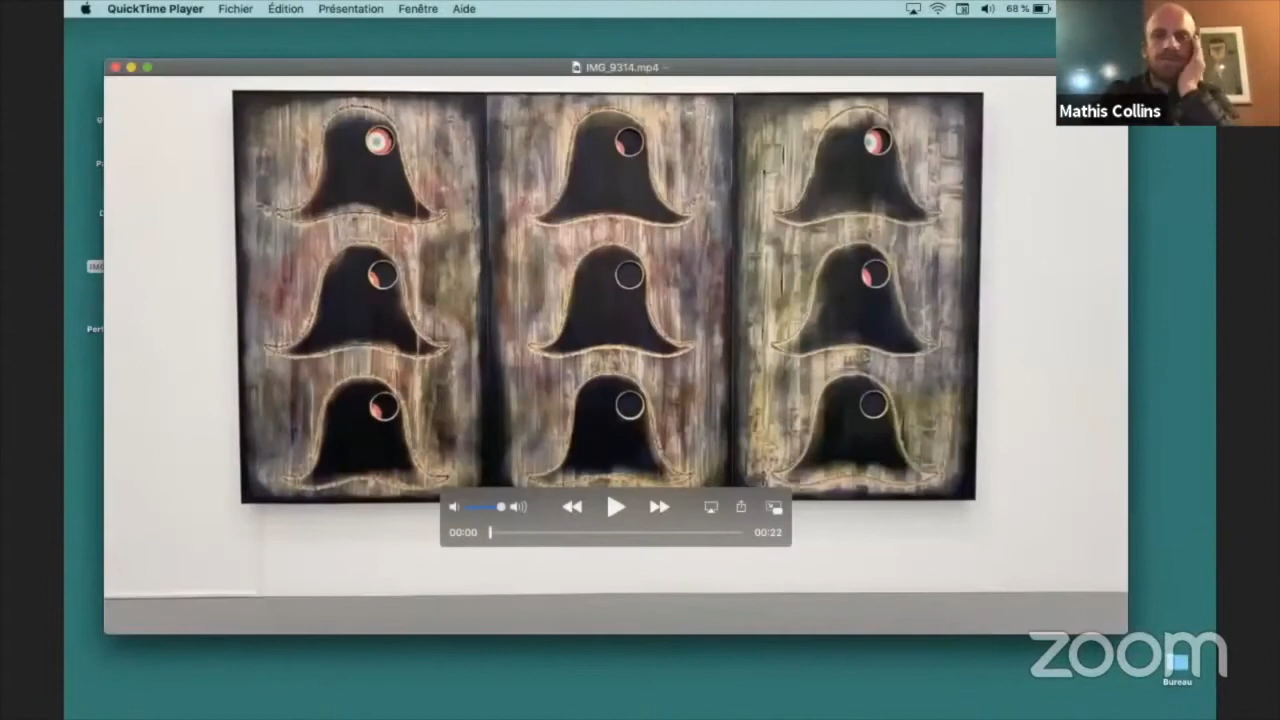 QuickTime Player Fichier Édition Présentation Fenêtre Aide
68 %
IMG_9314.mp4
Mathis Collins
00:00
00:22
zoom
Bureau